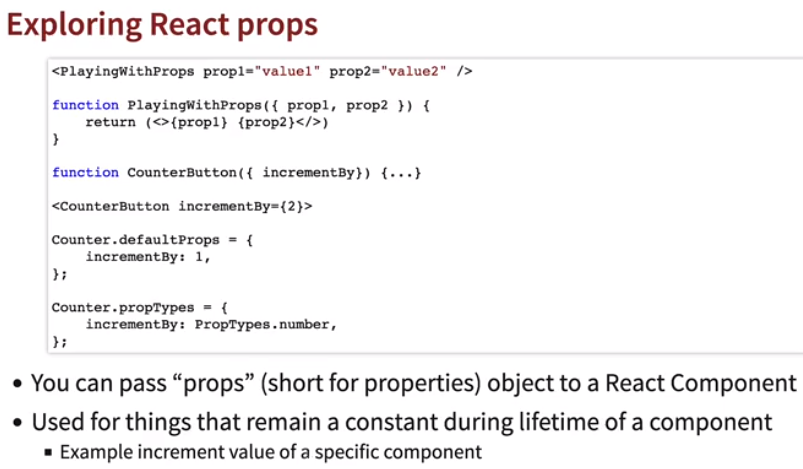 Exploring React props
<PlayingWithProps prop1="value1" prop2="value2" />
function PlayingWithProps({ prop1, prop2 }) {
    return (<>{prop1} {prop2}</>)
}
function CounterButton({ incrementBy}) {...}
<CounterButton incrementBy={2}>
Counter.defaultProps = {
    incrementBy: 1,
};
Counter.propTypes = {
    incrementBy: PropTypes.number,
};
• You can pass “props” (short for properties) object to a React Component
• Used for things that remain a constant during lifetime of a component
▪ Example increment value of a specific component